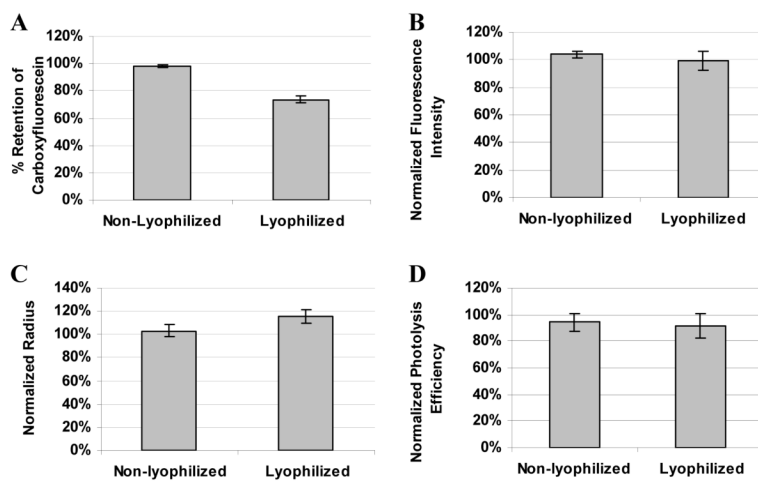 A
% Retention of
Carboxyfluorescein
120%
100%
80%
60%
40%
20%
0%
Non-Lyophilized
Lyophilized
B
Normalized Fluorescence
Intensity
120%
100%
80%
60%
40%
20%
0%
Non-lyophilized
Lyophilized
C
Normalized Radius
140%
120%
100%
80%
60%
40%
20%
0%
Non-lyophilized
Lyophilized
D
Normalized Photolysis
Efficiency
120%
100%
80%
60%
40%
20%
0%
Non-lyophilized
Lyophilized